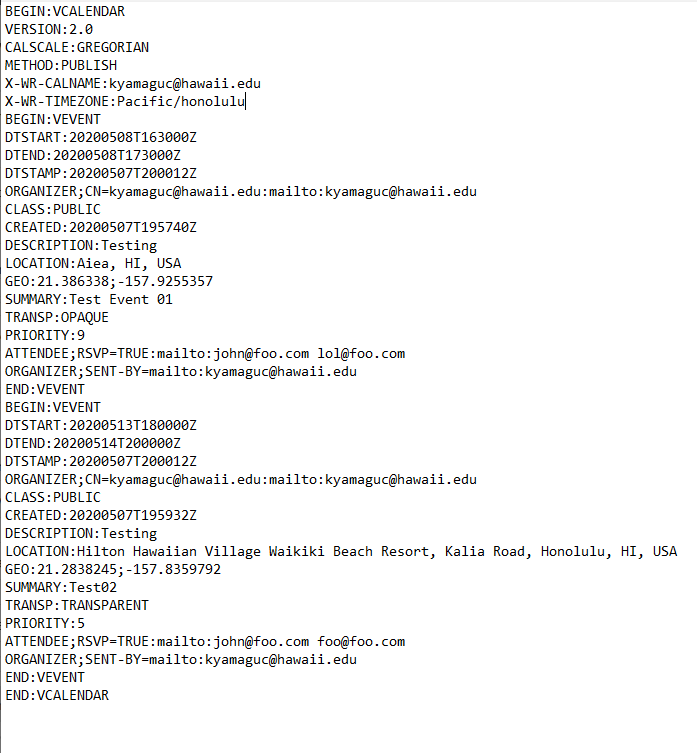 BEGIN:VCALENDAR
VERSION:2.0
CALSCALE:GREGORIAN
METHOD:PUBLISH
X-WR-CALNAME:kyamaguc@hawaii.edu
X-WR-TIMEZONE:Pacific/honolulu
BEGIN:VEVENT
DTSTART:20200508T163000Z
DTEND:20200508T173000Z
DTSTAMP:20200507T200012Z
ORGANIZER;CN=kyamaguc@hawaii.edu:mailto:kyamaguc@hawaii.edu
CLASS:PUBLIC
CREATED:20200507T195740Z
DESCRIPTION:Testing
LOCATION:Aiea, HI, USA
GEO:21.386338;-157.9255357
SUMMARY:Test Event 01
TRANSP:OPAQUE
PRIORITY:9
ATTENDEE;RSVP=TRUE:mailto:john@foo.com lol@foo.com
ORGANIZER;SENT-BY=mailto:kyamaguc@hawaii.edu
END:VEVENT
BEGIN:VEVENT
DTSTART:20200513T180000Z
DTEND:20200514T200000Z
DTSTAMP:20200507T200012Z
ORGANIZER;CN=kyamaguc@hawaii.edu:mailto:kyamaguc@hawaii.edu
CLASS:PUBLIC
CREATED:20200507T195932Z
DESCRIPTION:Testing
LOCATION:Hilton Hawaiian Village Waikiki Beach Resort, Kalia Road, Honolulu, HI, USA
GEO:21.2838245;-157.8359792
SUMMARY:Test02
TRANSP:TRANSPARENT
PRIORITY:5
ATTENDEE;RSVP=TRUE:mailto:john@foo.com foo@foo.com
ORGANIZER;SENT-BY=mailto:kyamaguc@hawaii.edu
END:VEVENT
END:VCALENDAR